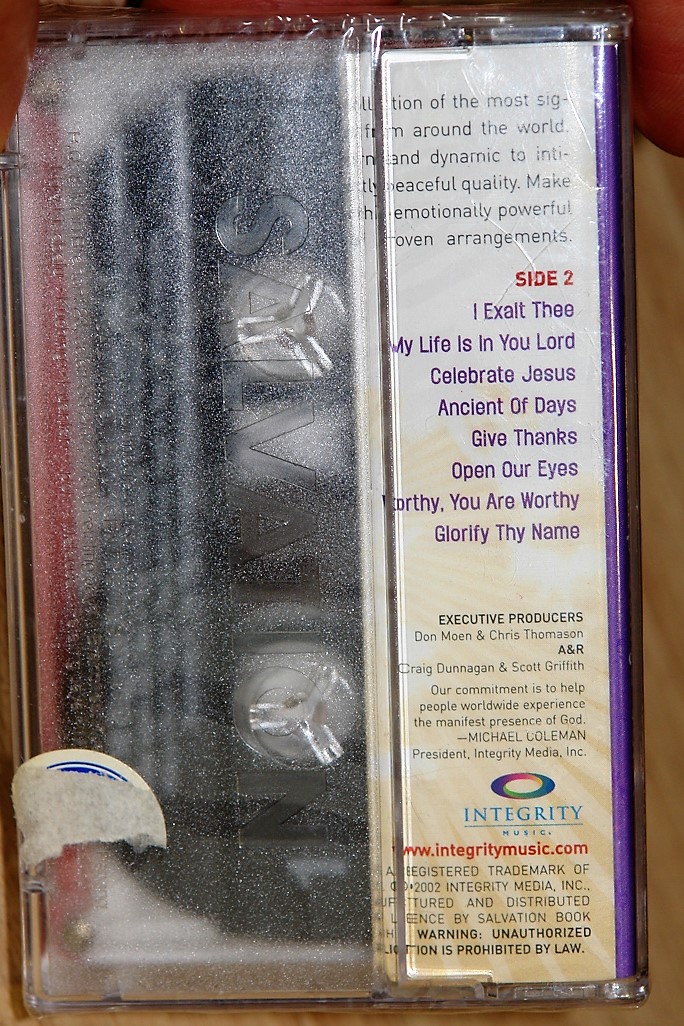 SALVATION
tion of the most sig-
from around the world.
and dynamic to inti-
peaceful quality. Make
emotionally powerful
roven arrangements.
SIDE 2
I Exalt Thee
My Life Is In You Lord
Celebrate Jesus
Ancient Of Days
Give Thanks
Open Our Eyes
orthy, You Are Worthy
Glorify Thy Name
EXECUTIVE PRODUCERS
Don Moen & Chris Thomason
A&R
Craig Dunnagan & Scott Griffith
Our commitment is to help
people worldwide experience
the manifest presence of God.
—MICHAEL COLEMAN
President, Integrity Media, Inc.
INTEGRITY
MUSIC.
www.integritymusic.com
A REGISTERED TRADEMARK OF
2002 INTEGRITY MEDIA, INC.,
CTURED AND DISTRIBUTED
BY SALVATION BOOK
WARNING: UNAUTHORIZED
TION IS PROHIBITED BY LAW.